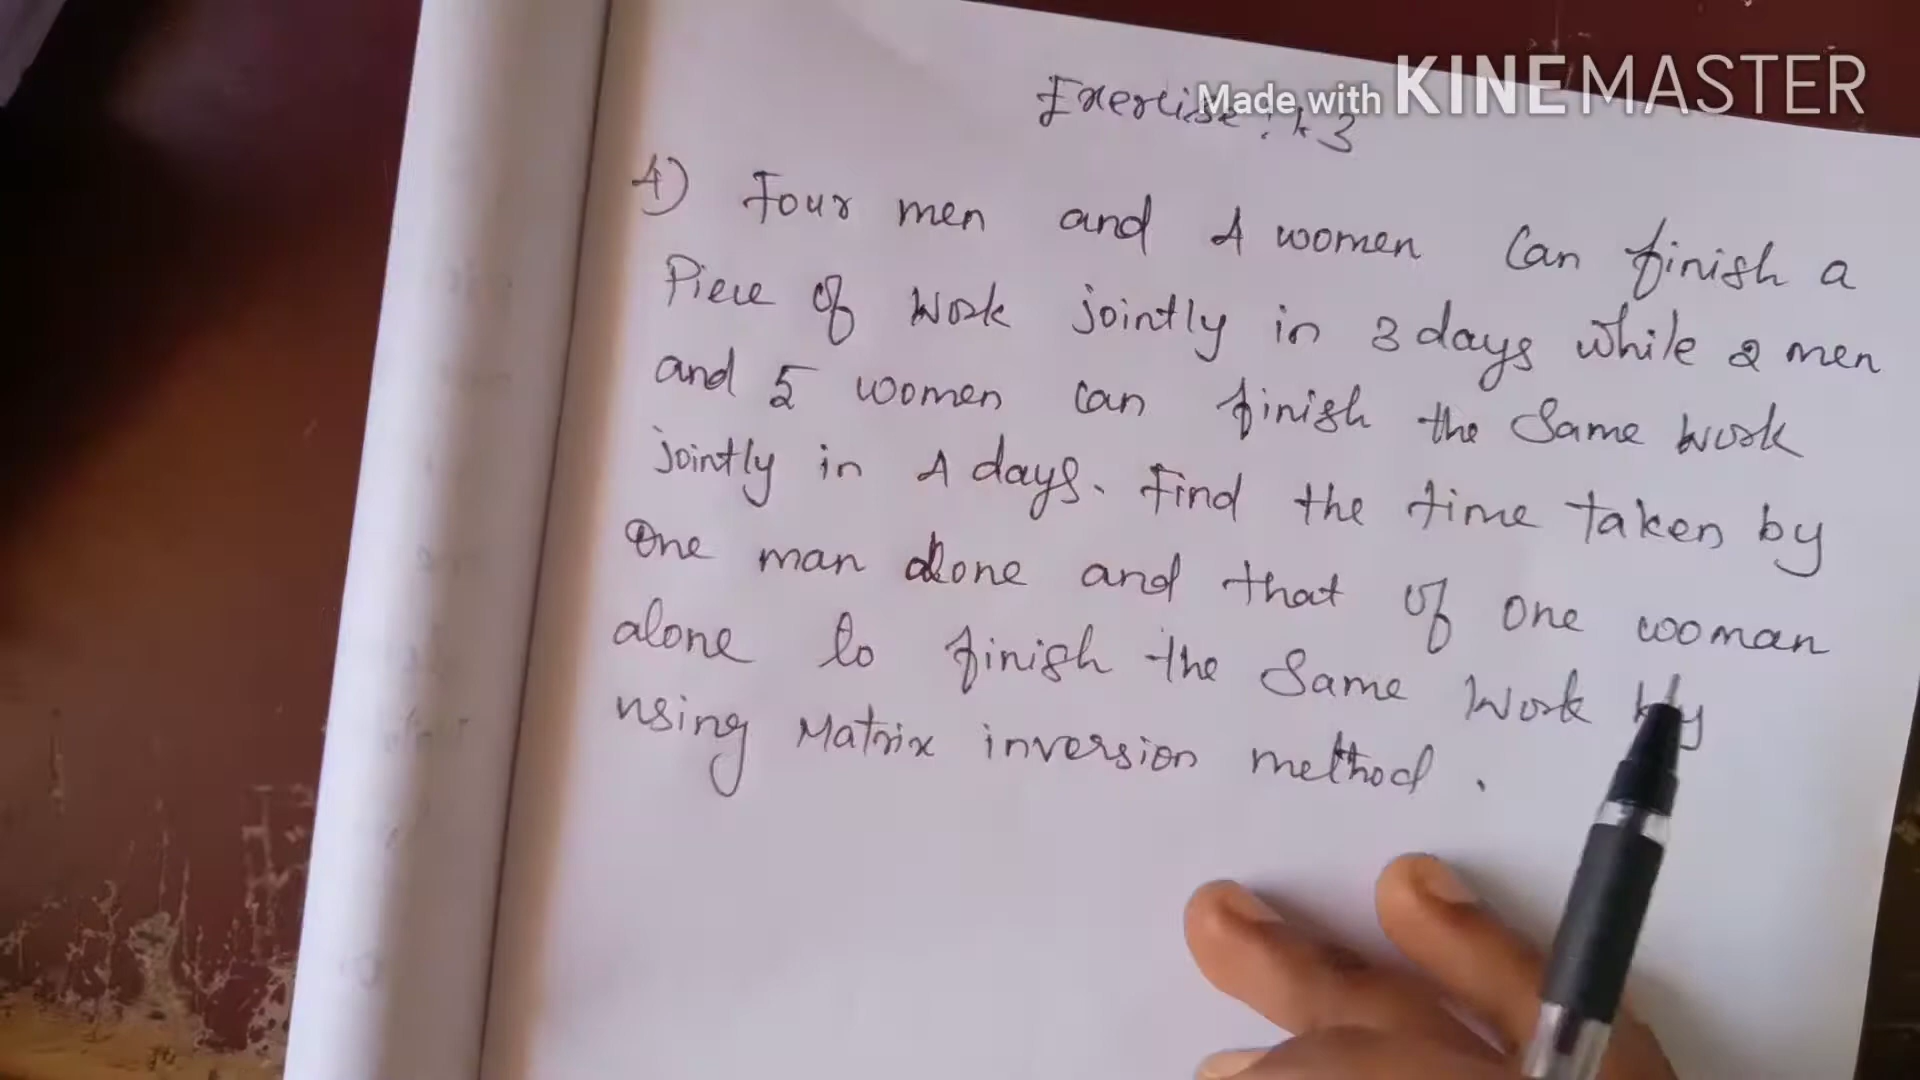 Made with KINEMASTER
Exercise: 1.3
4) Four men and 4 women can finish a
Piece of work jointly in 3 days while 2 men
and 5 women can finish the same work
jointly in 4 days. Find the time taken by
One man alone and that of one woman
alone to finish the same work by
using Matrix inversion method.